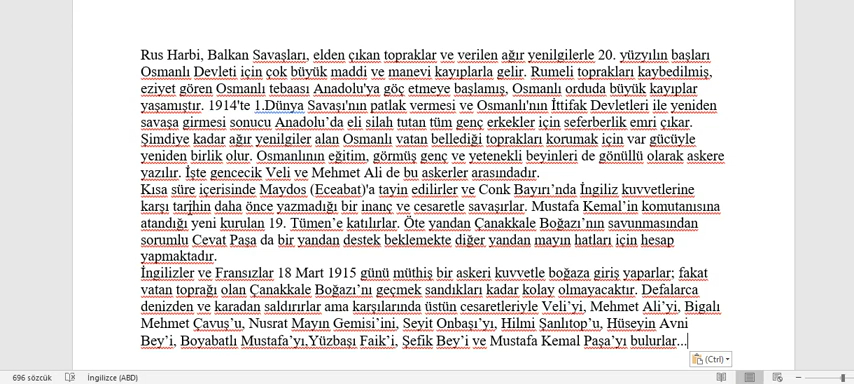 Rus Harbi, Balkan Savaşları, elden çıkan topraklar ve verilen ağır yenilgilerle 20. yüzyılın başları
Osmanlı Devleti için çok büyük maddi ve manevi kayıplarla gelir. Rumeli toprakları kaybedilmiş,
eziyet gören Osmanlı tebaası Anadolu'ya göç etmeye başlamış, Osmanlı orduda büyük kayıplar
yaşamıştır. 1914'te 1.Dünya Savaşı'nın patlak vermesi ve Osmanlı'nın İttifak Devletleri ile yeniden
savaşa girmesi sonucu Anadolu’da eli silah tutan tüm genç erkekler için seferberlik emri çıkar.
Şimdiye kadar ağır yenilgiler alan Osmanlı vatan bellediği toprakları korumak için var gücüyle
yeniden birlik olur. Osmanlının eğitim, görmüş genç ve yetenekli beyinleri de gönüllü olarak askere
yazılır. İşte gencecik Veli ve Mehmet Ali de bu askerler arasındadır.
Kısa süre içerisinde Maydos (Eceabat)'a tayin edilirler ve Conk Bayırı’nda İngiliz kuvvetlerine
karşı tarihin daha önce yazmadığı bir inanç ve cesaretle savaşırlar. Mustafa Kemal’in komutanısına
atandığı yeni kurulan 19. Tümen’e katılırlar. Öte yandan Çanakkale Boğazı’nın savunmasından
sorumlu Cevat Paşa da bir yandan destek beklemekte diğer yandan mayın hatları için hesap
yapmaktadır.
İngilizler ve Fransızlar 18 Mart 1915 günü müthiş bir askeri kuvvetle boğaza giriş yaparlar; fakat
vatan toprağı olan Çanakkale Boğazı’nı geçmek sandıkları kadar kolay olmayacaktır. Defalarca
denizden ve karadan saldırırlar ama karşılarında üstün cesaretleriyle Veli’yi, Mehmet Ali’yi, Bigalı
Mehmet Çavuş’u, Nusrat Mayın Gemisi’ini, Seyit Onbaşı’yı, Hilmi Şanlıtop’u, Hüseyin Avni
Bey’i, Boyabatlı Mustafa’yı,Yüzbaşı Faik’i, Şefik Bey’i ve Mustafa Kemal Paşa’yı bulurlar...
(Ctrl)
696 sözcük İngilizce (ABD)